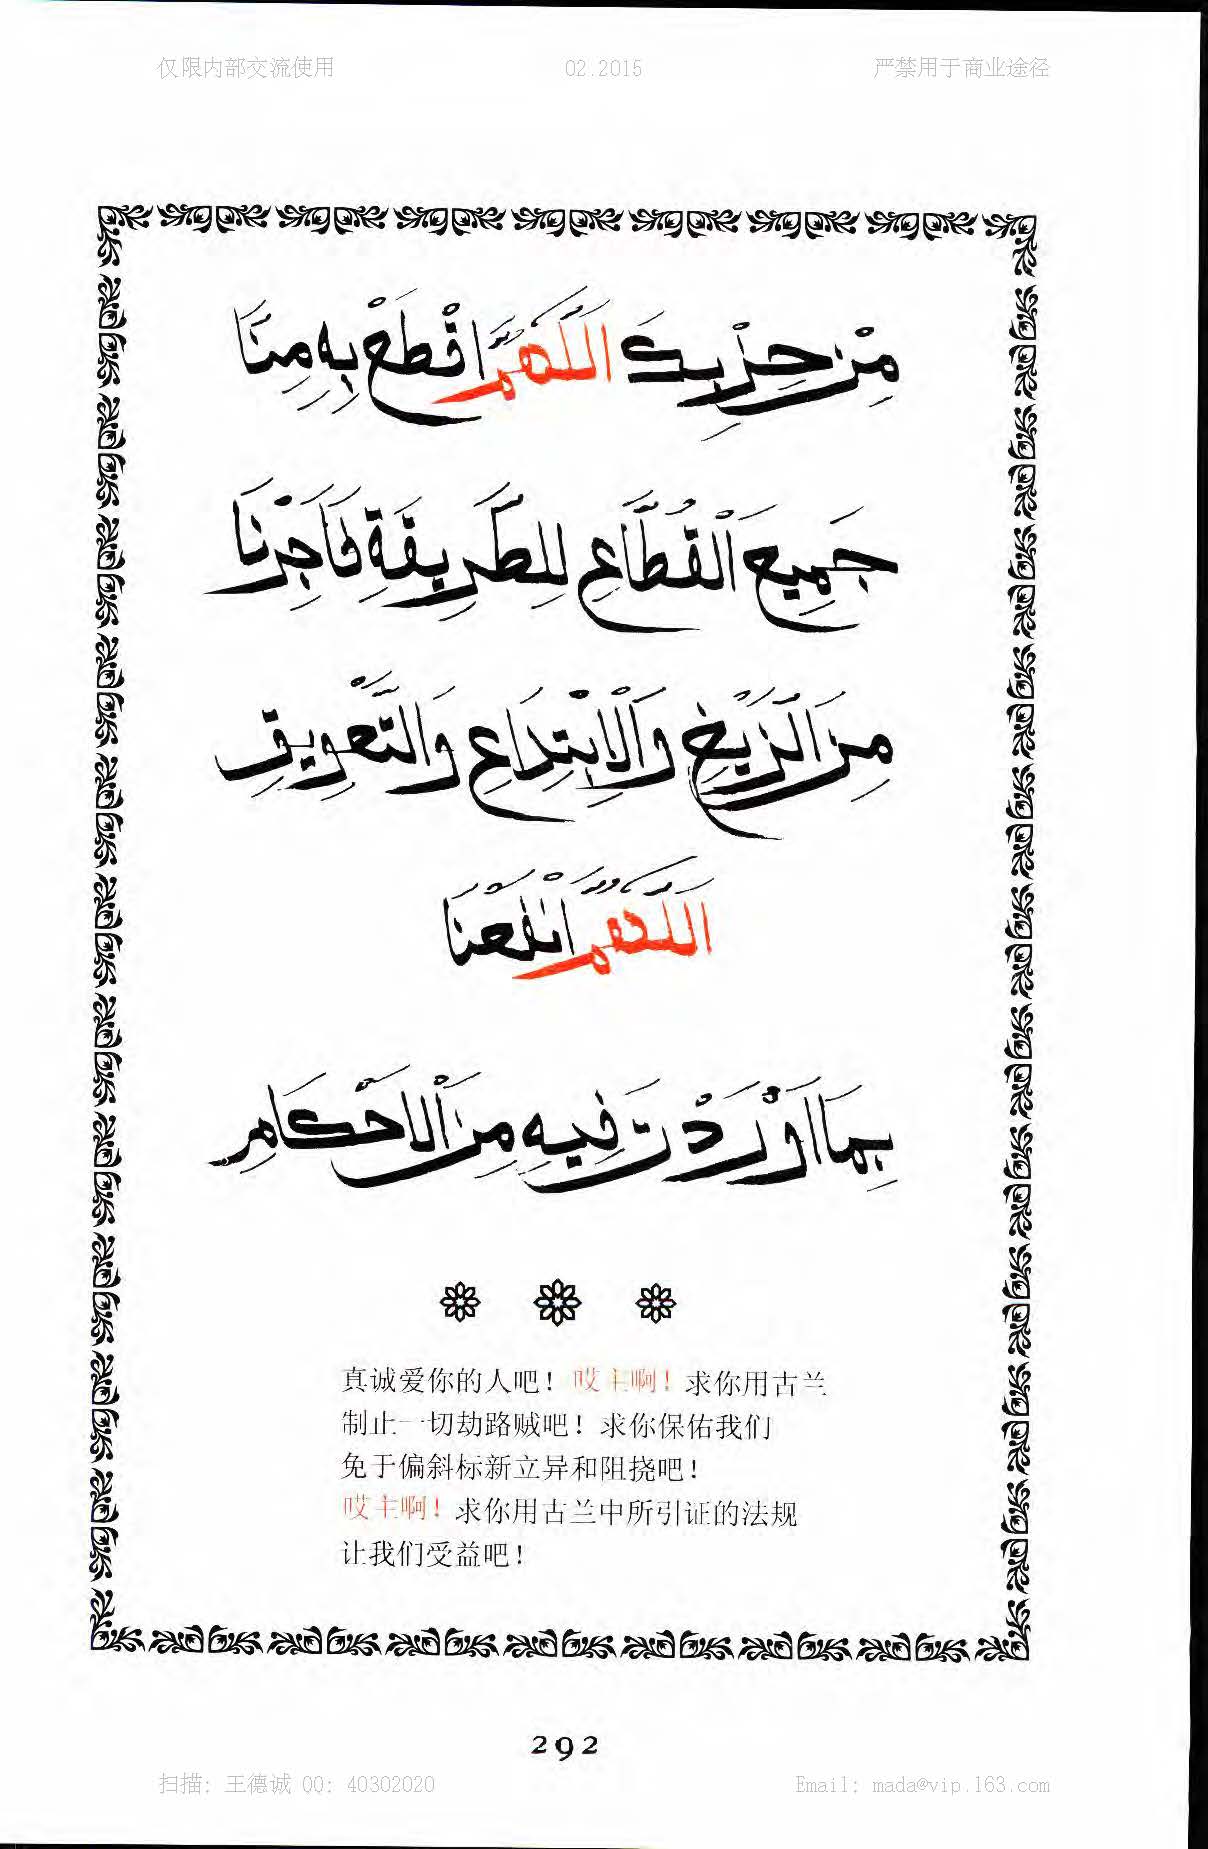 仅限内部交流使用 02.2015 严禁用于商业途径
مِنْ حِزْبِكَ اَللّٰهُمَّ اقْطَعْ بِهِ مِنَّا
جَمِيعَ الْقُطَّاعِ لِلطَّرِيقَةِ فَاَجِرْنَا
مِنَ الزَّيْغِ وَالْاِبْتِدَاعِ وَالتَّعْوِيقِ
اَللّٰهُمَّ انْفَعْنَا
بِمَا اَوْرَدْتَ فِيهِ مِنَ الْاَحْكَامِ
真诚爱你的人吧！哎主啊！求你用古兰
制止一切劫路贼吧！求你保佑我们
免于偏斜标新立异和阻挠吧！
哎主啊！求你用古兰中所引证的法规
让我们受益吧！
292
扫描: 王德诚 QQ: 40302020 Email: mada@vip.163.com